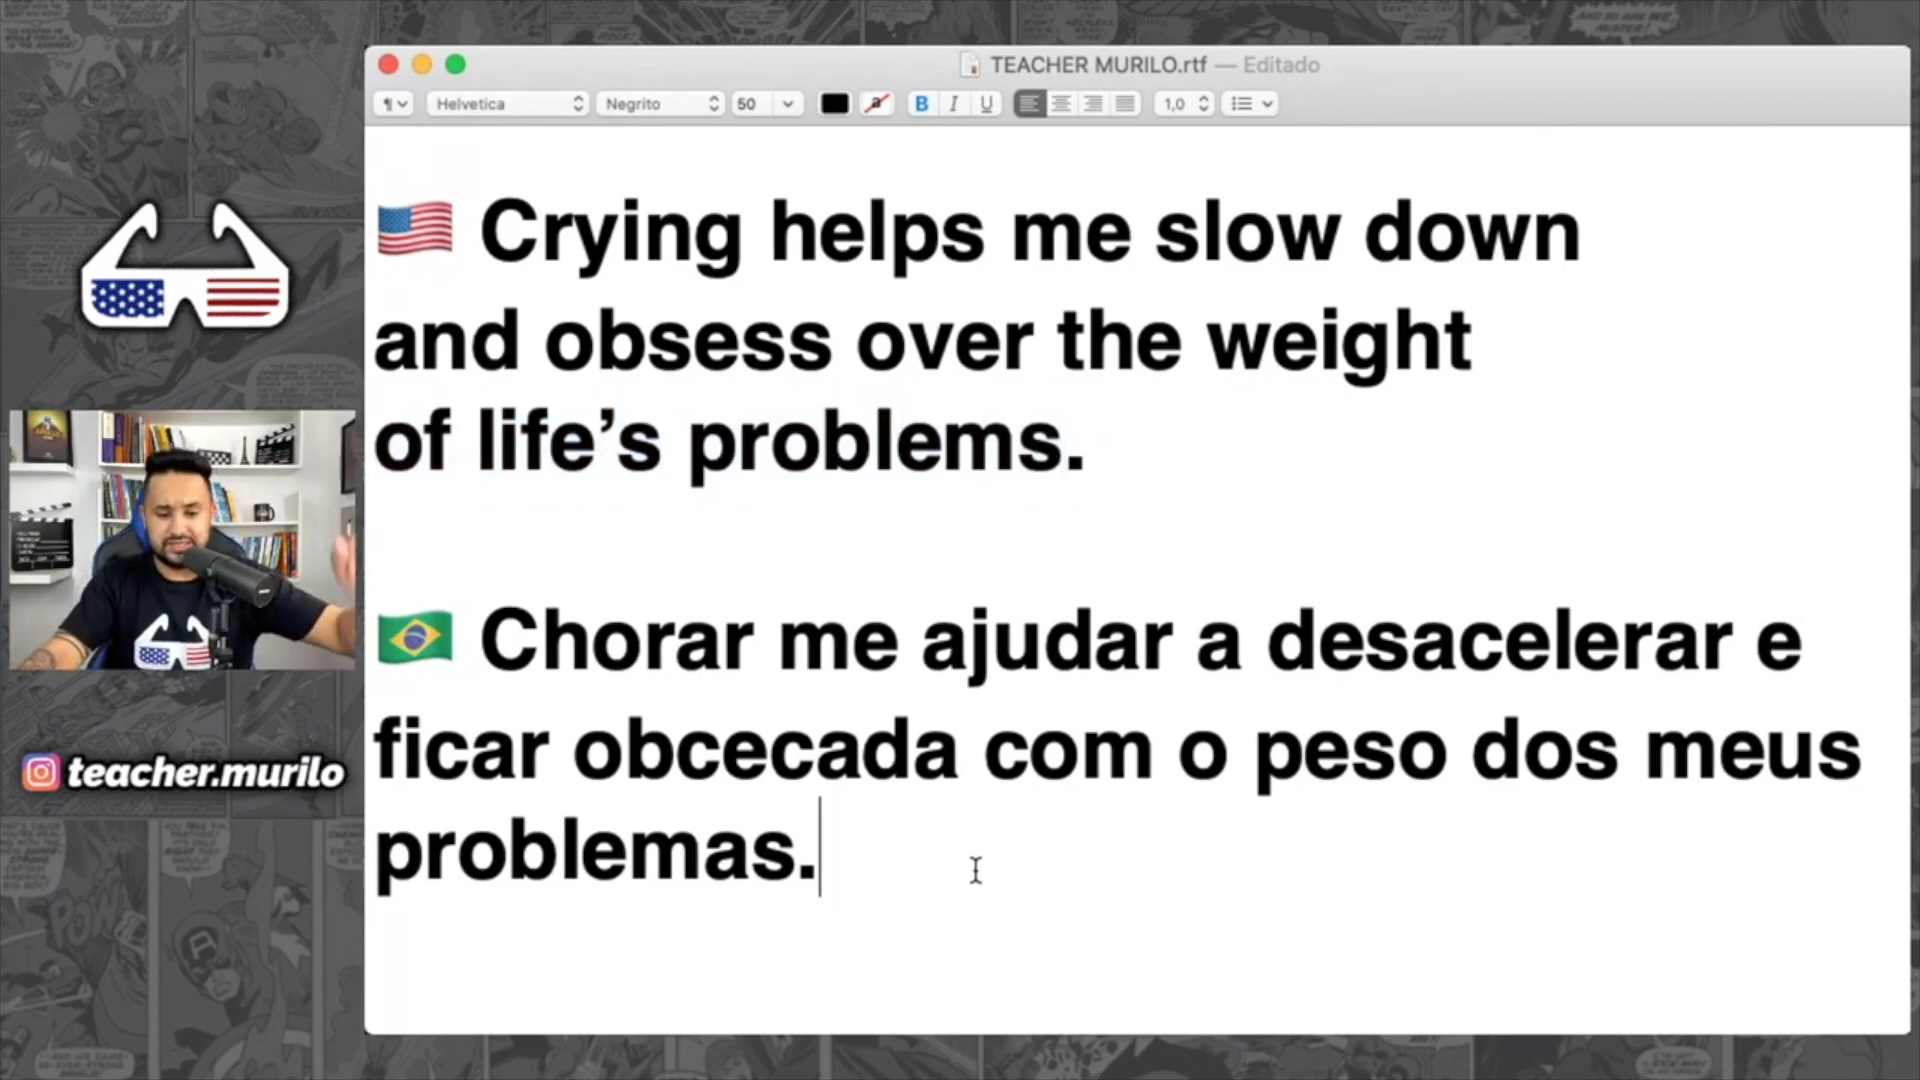 TEACHER MURILO.rtf — Editado
Helvetica
Negrito
50
B I U
1,0
🇺🇸 Crying helps me slow down
and obsess over the weight
of life’s problems.
🇧🇷 Chorar me ajudar a desacelerar e
ficar obcecada com o peso dos meus
problemas.
teacher.murilo
POW